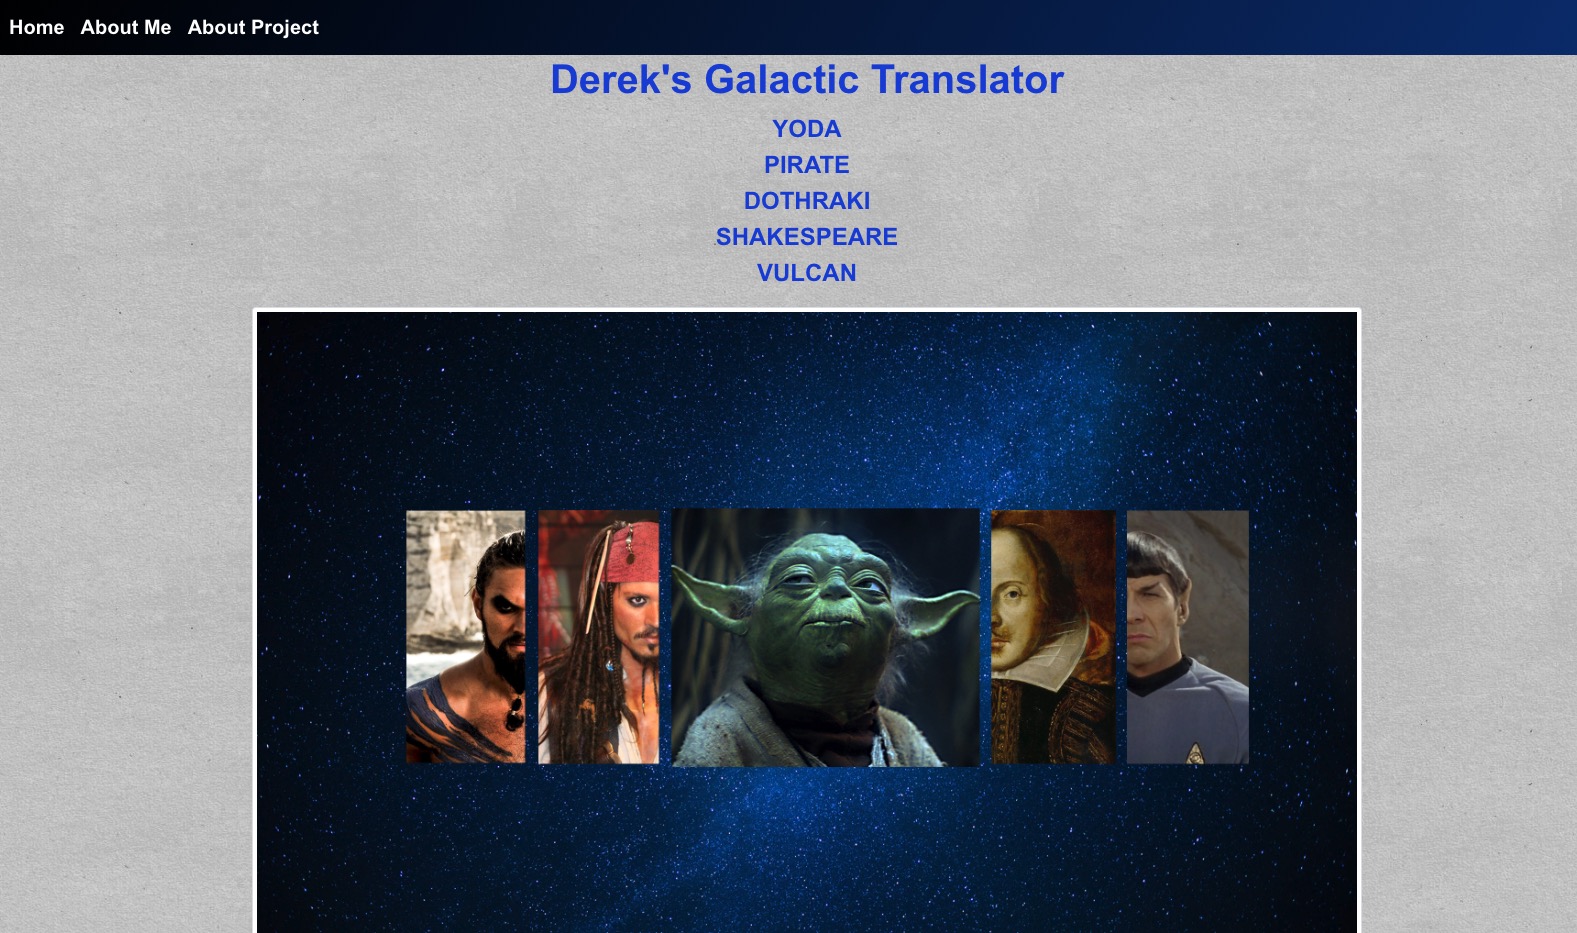 Home About Me About Project
Derek's Galactic Translator
YODA
PIRATE
DOTHRAKI
SHAKESPEARE
VULCAN